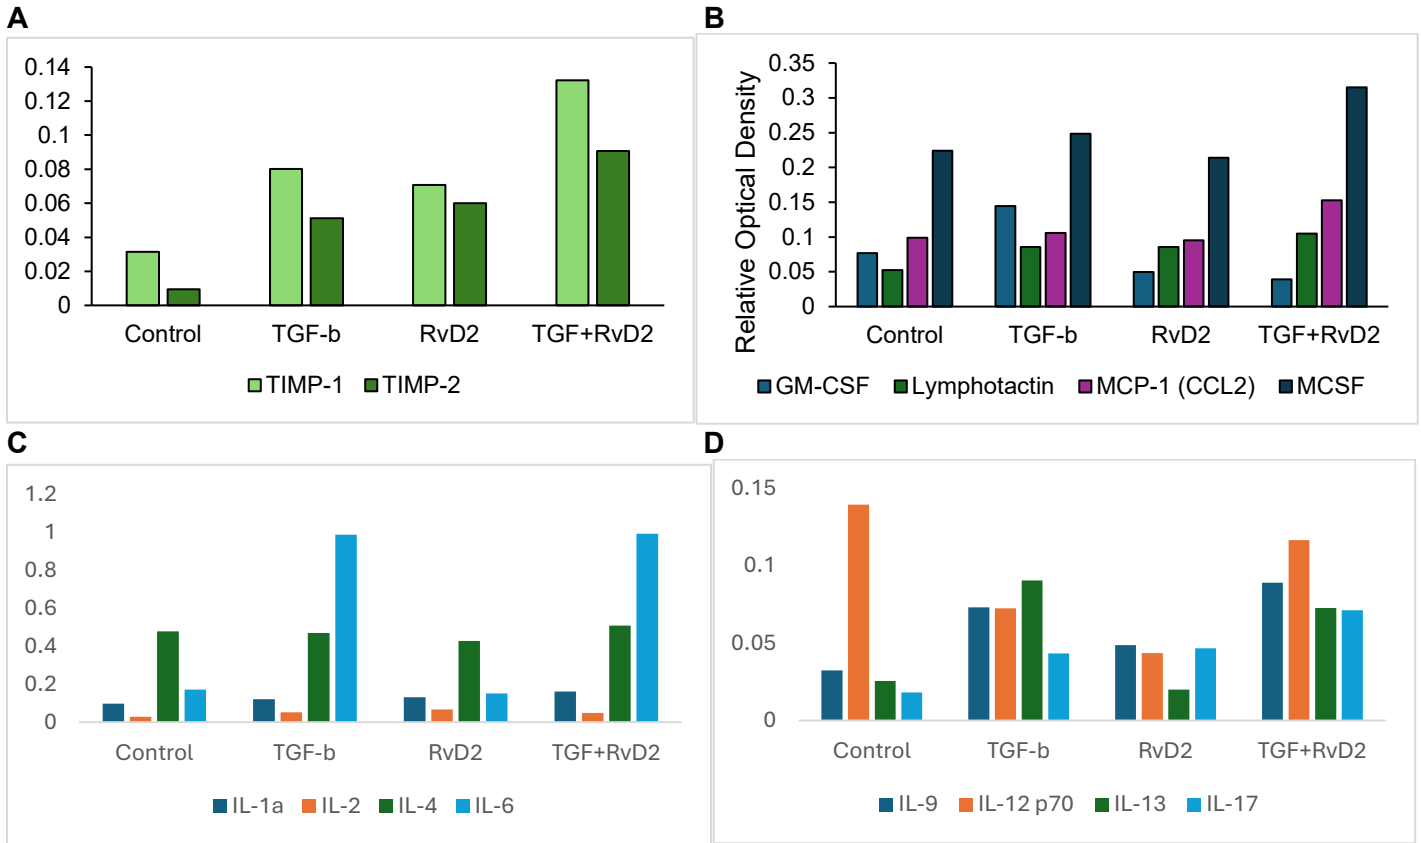 A
0.14
0.12
0.1
0.08
0.06
0.04
0.02
0
Control TGF-b RvD2 TGF+RvD2
TIMP-1 TIMP-2
B
Relative Optical Density
0.35
0.3
0.25
0.2
0.15
0.1
0.05
0
Control TGF-b RvD2 TGF+RvD2
GM-CSF Lymphotactin MCP-1 (CCL2) MCSF
C
1.2
1
0.8
0.6
0.4
0.2
0
Control TGF-b RvD2 TGF+RvD2
IL-1a IL-2 IL-4 IL-6
D
0.15
0.1
0.05
0
Control TGF-b RvD2 TGF+RvD2
IL-9 IL-12 p70 IL-13 IL-17